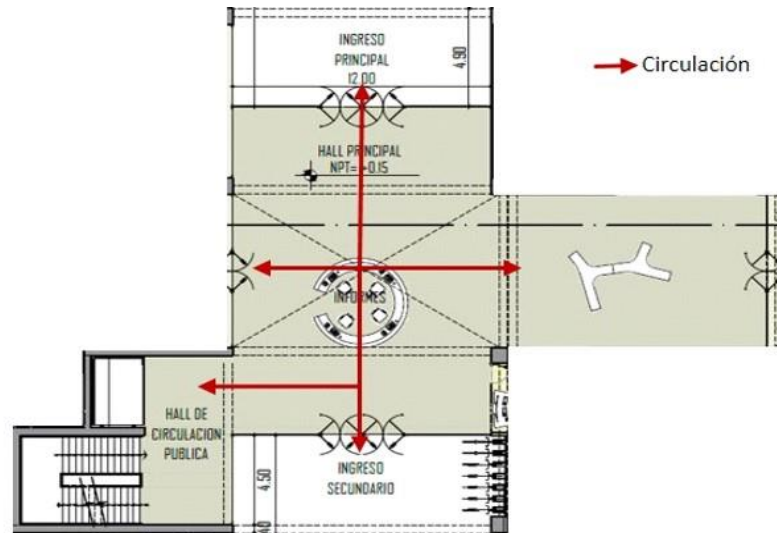 INGRESO
PRINCIPAL
12.00
4.90
Circulación
HALL PRINCIPAL
NPT= +0.15
INFORMES
HALL DE
CIRCULACION
PUBLICA
INGRESO
SECUNDARIO
4.50
40